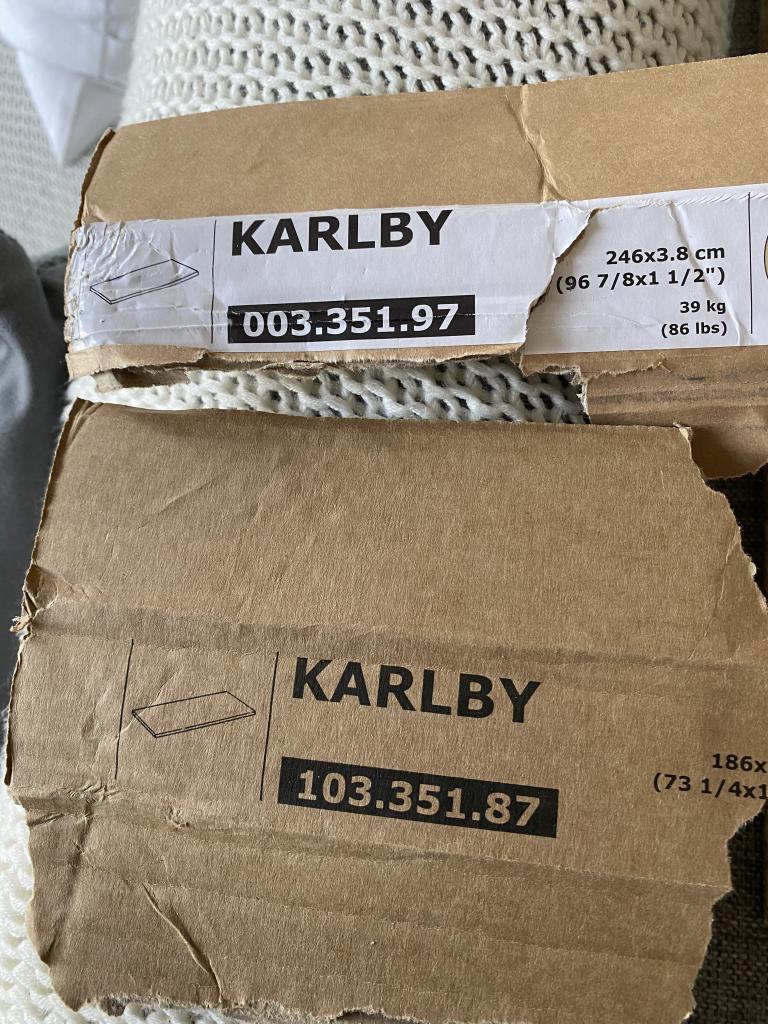 KARLBY
003.351.97
246x3.8 cm
(96 7/8x1 1/2")
39 kg
(86 lbs)
KARLBY
103.351.87
186x
(73 1/4x1